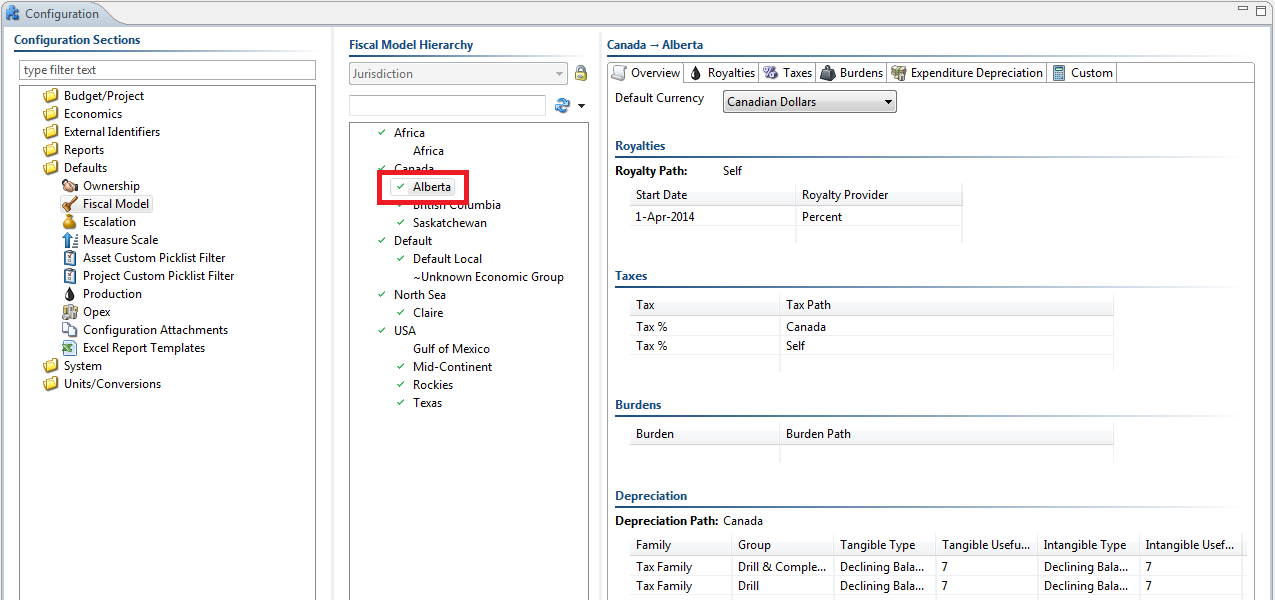 Configuration
Configuration Sections
type filter text
Budget/Project
Economics
External Identifiers
Reports
Defaults
Ownership
Fiscal Model
Escalation
Measure Scale
Asset Custom Picklist Filter
Project Custom Picklist Filter
Production
Opex
Configuration Attachments
Excel Report Templates
System
Units/Conversions
Fiscal Model Hierarchy
Jurisdiction
Africa
Africa
Canada
Alberta
British Columbia
Saskatchewan
Default
Default Local
~Unknown Economic Group
North Sea
Claire
USA
Gulf of Mexico
Mid-Continent
Rockies
Texas
Canada → Alberta
Overview Royalties Taxes Burdens Expenditure Depreciation Custom
Default Currency Canadian Dollars
Royalties
Royalty Path: Self
Start Date Royalty Provider
1-Apr-2014 Percent
Taxes
Tax Tax Path
Tax % Canada
Tax % Self
Burdens
Burden Burden Path
Depreciation
Depreciation Path: Canada
Family Group Tangible Type Tangible Usefu... Intangible Type Intangible Usef...
Tax Family Drill & Comple... Declining Bala... 7 Declining Bala... 7
Tax Family Drill Declining Bala... 7 Declining Bala... 7